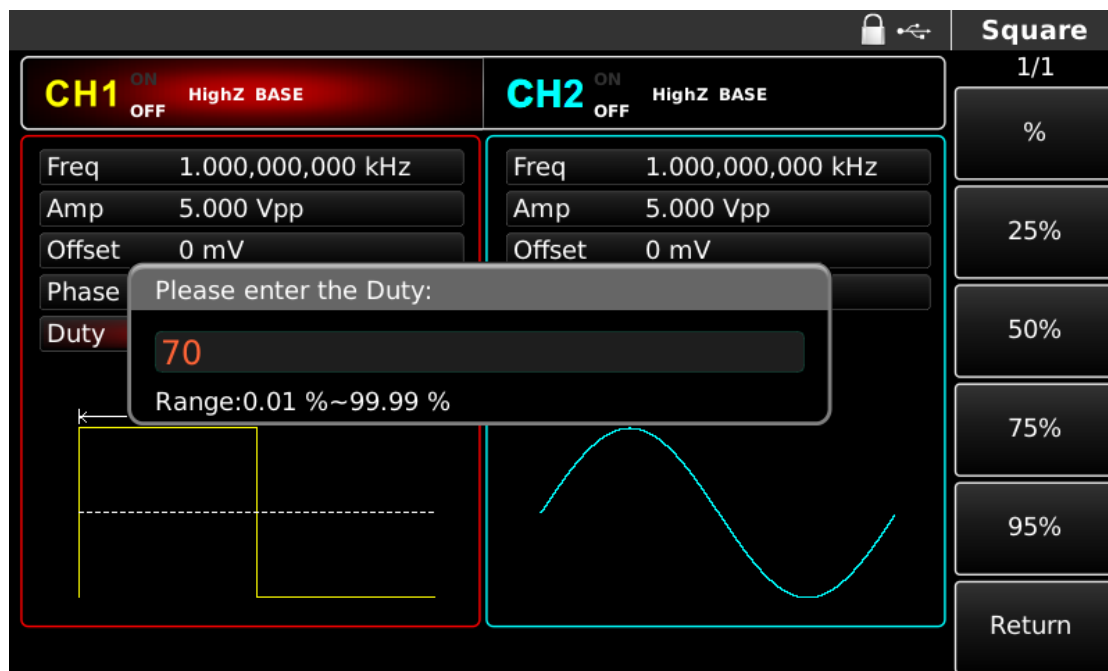 Square
1/1
CH1 ON OFF HighZ BASE
CH2 ON OFF HighZ BASE
%
Freq 1.000,000,000 kHz
Freq 1.000,000,000 kHz
Amp 5.000 Vpp
Amp 5.000 Vpp
25%
Offset 0 mV
Offset 0 mV
Phase
Please enter the Duty:
Duty
70
50%
Range:0.01 %~99.99 %
75%
95%
Return